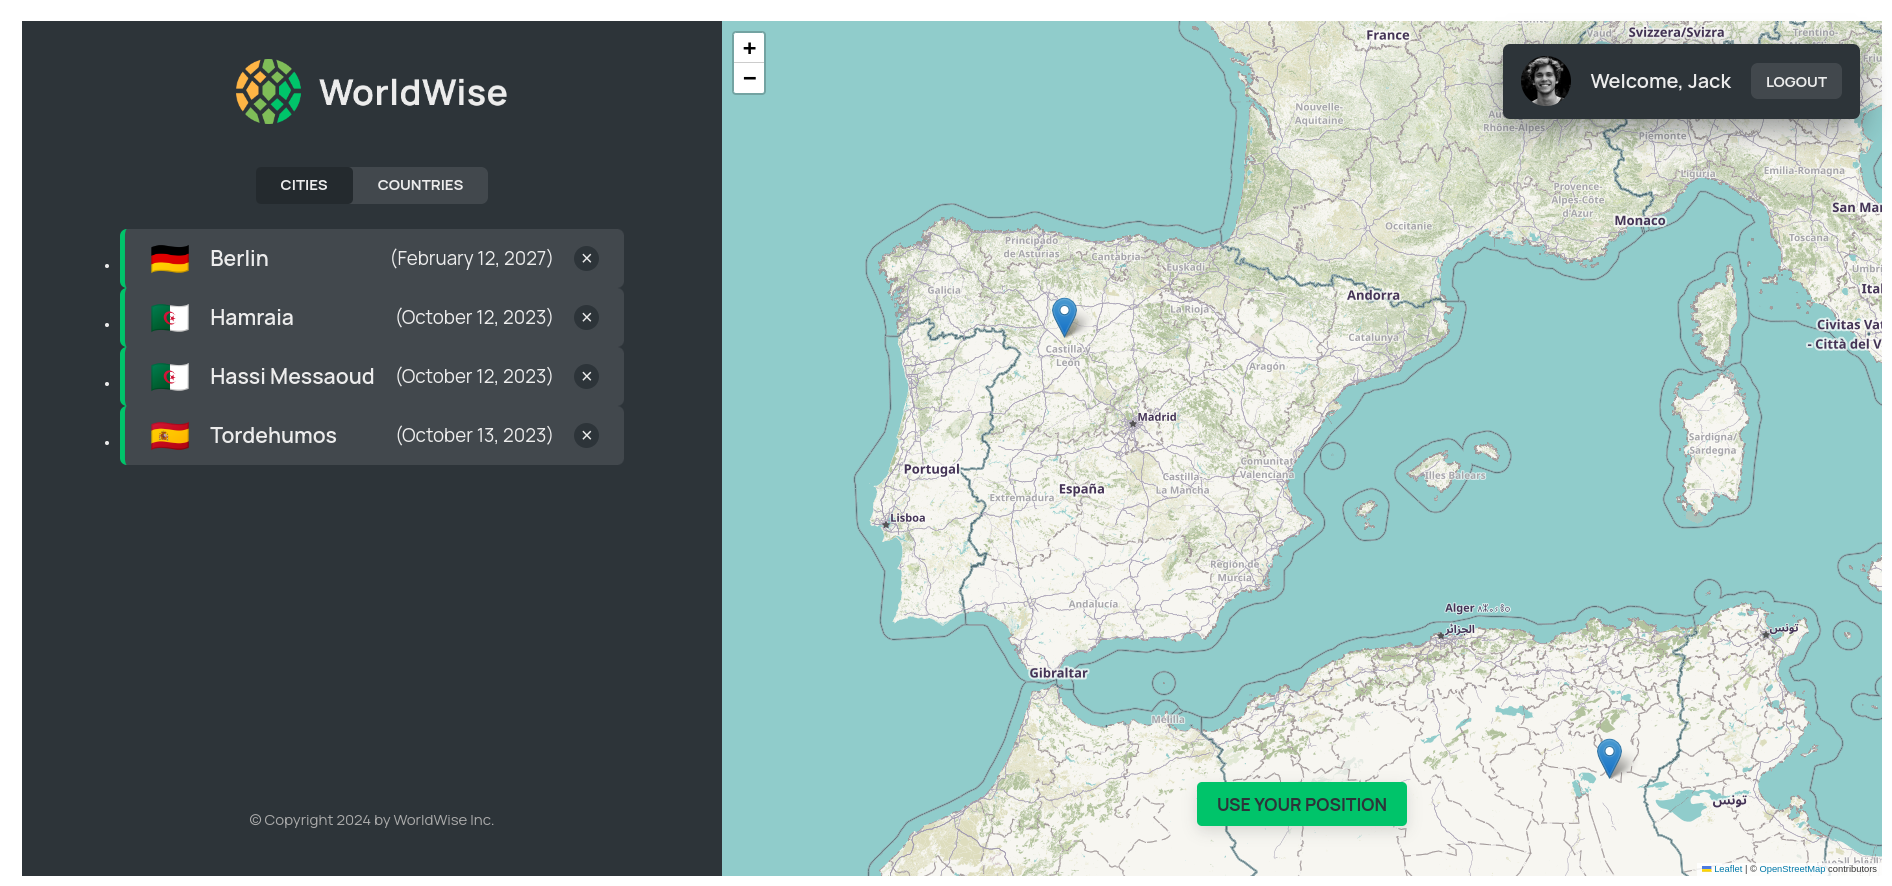 WorldWise
CITIES
COUNTRIES
Berlin (February 12, 2027) ×
Hamraia (October 12, 2023) ×
Hassi Messaoud (October 12, 2023) ×
Tordehumos (October 13, 2023) ×
© Copyright 2024 by WorldWise Inc.
+
−
Welcome, Jack
LOGOUT
France
Vaud
Svizzera/Svizra
Trentino
Nouvelle-
Aquitaine
Rhône-Alpes
Piemonte
Liguria
Emilia-Romagna
Provence-
Alpes-Côte
d'Azur
Monaco
San Mar
Occitanie
Toscana
Principado
de Asturias
Cantabria
Euskadi
Umbri
Galicia
Andorra
Ital
La Rioja
Civitas Vat
- Città del V
Catalunya
Castilla y
León
Aragón
Madrid
Sardigna/
Sardegna
Portugal
Comunitat
Valenciana
Illes Balears
Castilla-
La Mancha
España
Extremadura
Lisboa
Región de
Murcia
Andalucía
Alger ⵍⵣⴰⵢⴻⵔ
الجزائر
تونس
Gibraltar
Melilla
تونس
USE YOUR POSITION
Leaflet | © OpenStreetMap contributors